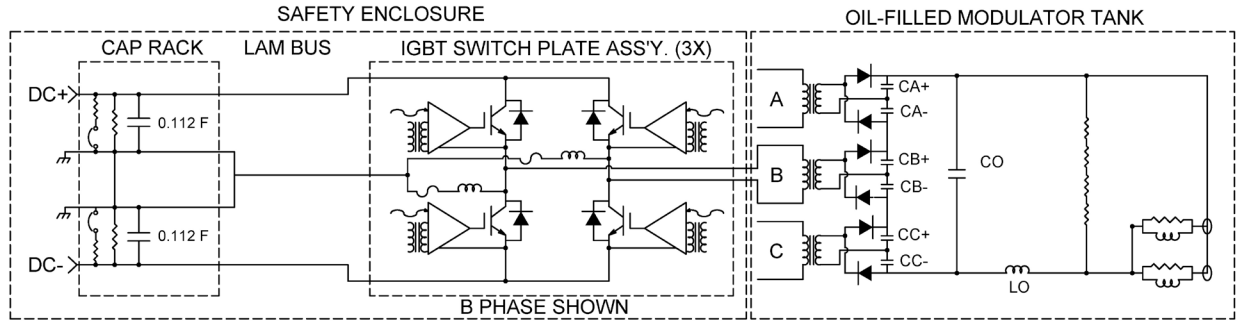 SAFETY ENCLOSURE
OIL-FILLED MODULATOR TANK
CAP RACK
LAM BUS
IGBT SWITCH PLATE ASS'Y. (3X)
DC+
0.112 F
0.112 F
DC-
A
B
C
CA+
CA-
CB+
CB-
CC+
CC-
CO
LO
B PHASE SHOWN